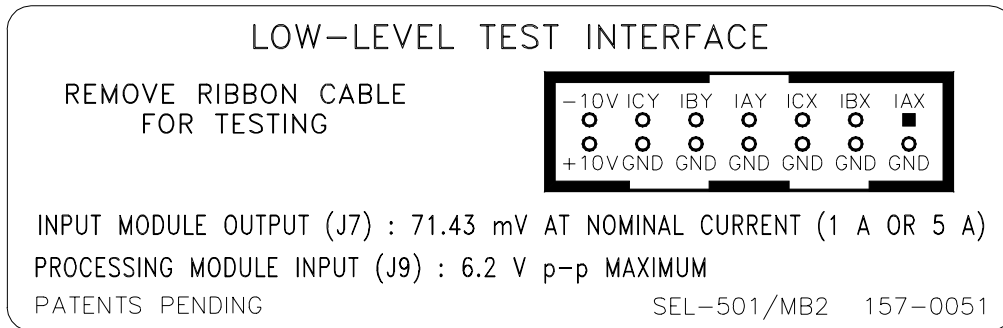 LOW-LEVEL TEST INTERFACE
REMOVE RIBBON CABLE
FOR TESTING
-10V ICY IBY IAY ICX IBX IAX
+10V GND GND GND GND GND GND
INPUT MODULE OUTPUT (J7) : 71.43 mV AT NOMINAL CURRENT (1 A OR 5 A)
PROCESSING MODULE INPUT (J9) : 6.2 V p-p MAXIMUM
PATENTS PENDING SEL-501/MB2 157-0051